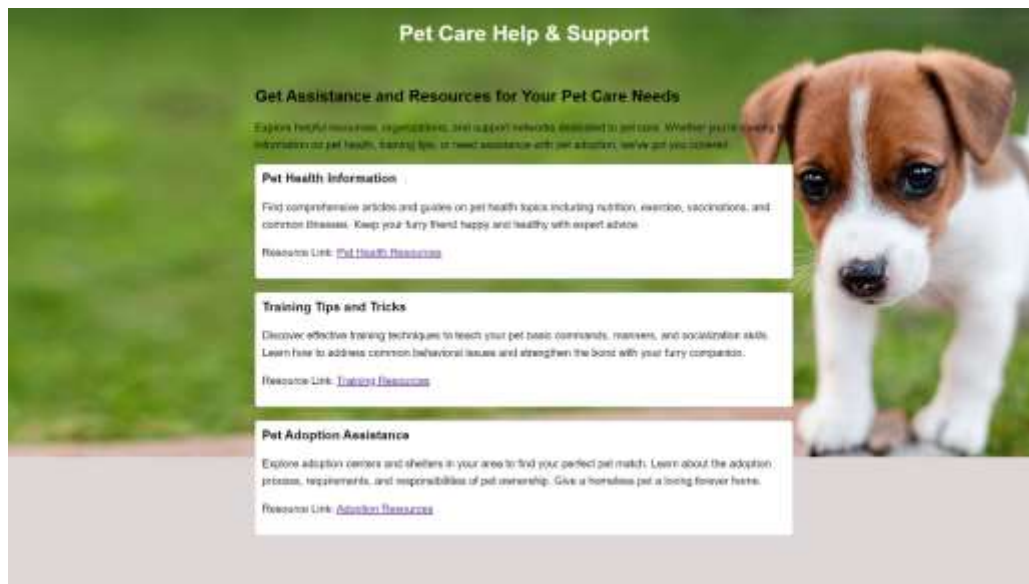 Pet Care Help & Support
Get Assistance and Resources for Your Pet Care Needs
Explore helpful resources, organizations, and support networks dedicated to pet care. Whether you're
information on pet health, training tips, or need assistance with pet adoption, we've got you covered.
Pet Health Information
Find comprehensive articles and guides on pet health topics including nutrition, exercise, vaccinations, and
common illnesses. Keep your furry friend happy and healthy with expert advice.
Resource Link: Pet Health Resources
Training Tips and Tricks
Discover effective training techniques to teach your pet basic commands, manners, and socialization skills.
Learn how to address common behavioral issues and strengthen the bond with your furry companion.
Resource Link: Training Resources
Pet Adoption Assistance
Explore adoption centers and shelters in your area to find your perfect pet match. Learn about the adoption
process, requirements, and responsibilities of pet ownership. Give a homeless pet a loving forever home.
Resource Link: Adoption Resources